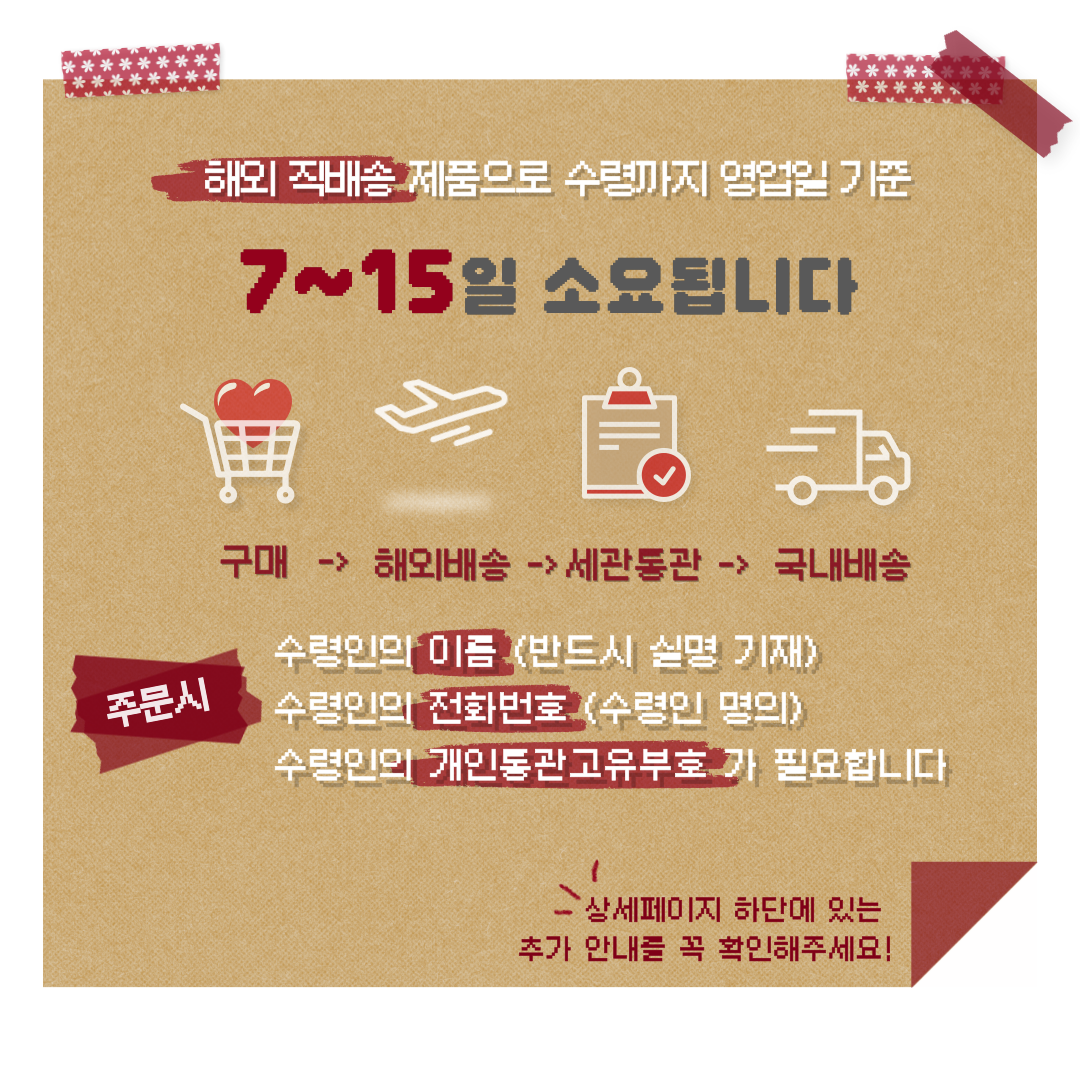 해외 직배송 제품으로 수령까지 영업일 기준
7~15일 소요됩니다
구매 -> 해외배송 -> 세관통관 -> 국내배송
주문시
수령인의 이름 (반드시 실명 기재)
수령인의 전화번호 (수령인 명의)
수령인의 개인통관고유부호가 필요합니다
상세페이지 하단에 있는
추가 안내를 꼭 확인해주세요!